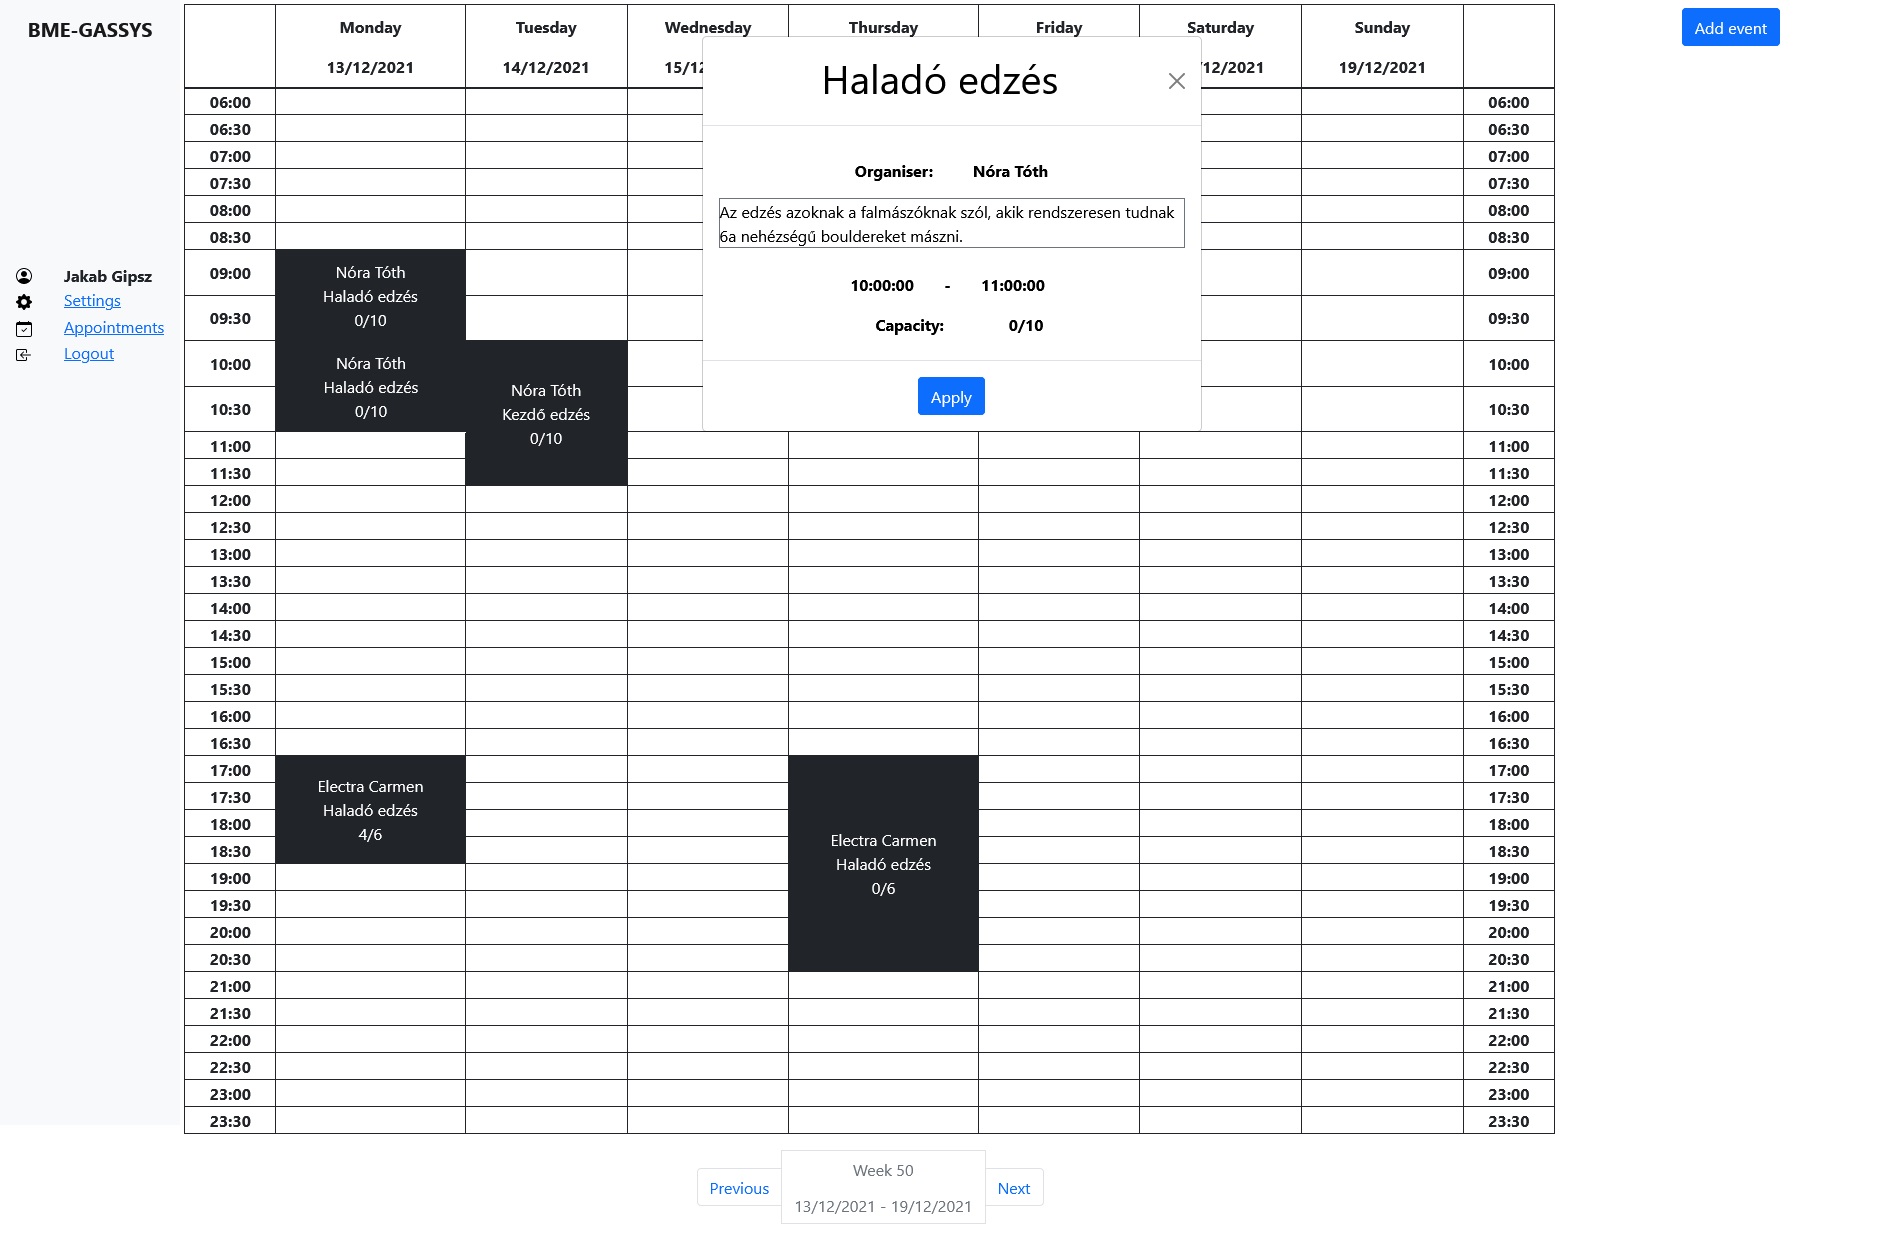 BME-GASSYS
Jakab Gipsz
Settings
Appointments
Logout
Add event
Monday Tuesday Wednesday Thursday Friday Saturday Sunday
13/12/2021 14/12/2021 15/12 /12/2021 19/12/2021
Haladó edzés
Organiser: Nóra Tóth
Az edzés azoknak a falmászóknak szól, akik rendszeresen tudnak
6a nehézségű bouldereket mászni.
10:00:00 - 11:00:00
Capacity: 0/10
Apply
06:00 06:00
06:30 06:30
07:00 07:00
07:30 07:30
08:00 08:00
08:30 08:30
09:00 09:00
09:30 09:30
10:00 10:00
10:30 10:30
11:00 11:00
11:30 11:30
12:00 12:00
12:30 12:30
13:00 13:00
13:30 13:30
14:00 14:00
14:30 14:30
15:00 15:00
15:30 15:30
16:00 16:00
16:30 16:30
17:00 17:00
17:30 17:30
18:00 18:00
18:30 18:30
19:00 19:00
19:30 19:30
20:00 20:00
20:30 20:30
21:00 21:00
21:30 21:30
22:00 22:00
22:30 22:30
23:00 23:00
23:30 23:30
Nóra Tóth
Haladó edzés
0/10
Nóra Tóth
Haladó edzés
0/10
Nóra Tóth
Kezdő edzés
0/10
Electra Carmen
Haladó edzés
4/6
Electra Carmen
Haladó edzés
0/6
Previous
Week 50
13/12/2021 - 19/12/2021
Next